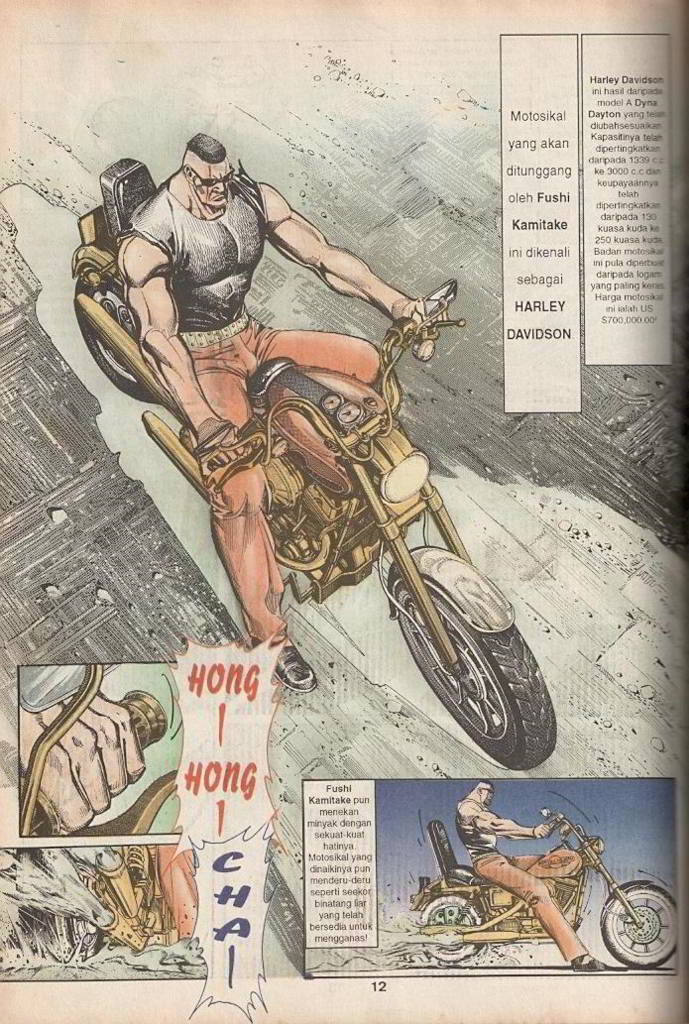 Motosikal
yang akan
ditunggang
oleh Fushi
Kamitake
ini dikenali
sebagai
HARLEY
DAVIDSON
Harley Davidson
ini hasil daripada
model A Dyna
Dayton yang telah
diubahsesuaikan.
Kapasitinya telah
dipertingkatkan
daripada 1339 c.c
ke 3000 c.c dan
keupayaannya
telah
dipertingkatkan
daripada 130
kuasa kuda ke
250 kuasa kuda.
Badan motosikal
ini pula diperbuat
daripada logam
yang paling keras.
Harga motosikal
ini ialah US
$700,000.00!
HONG
|
HONG
|
CHA|
Fushi
Kamitake pun
menekan
minyak dengan
sekuat-kuat
hatinya.
Motosikal yang
dinaikinya pun
menderu-deru
seperti seekor
binatang liar
yang telah
bersedia untuk
mengganas!
12